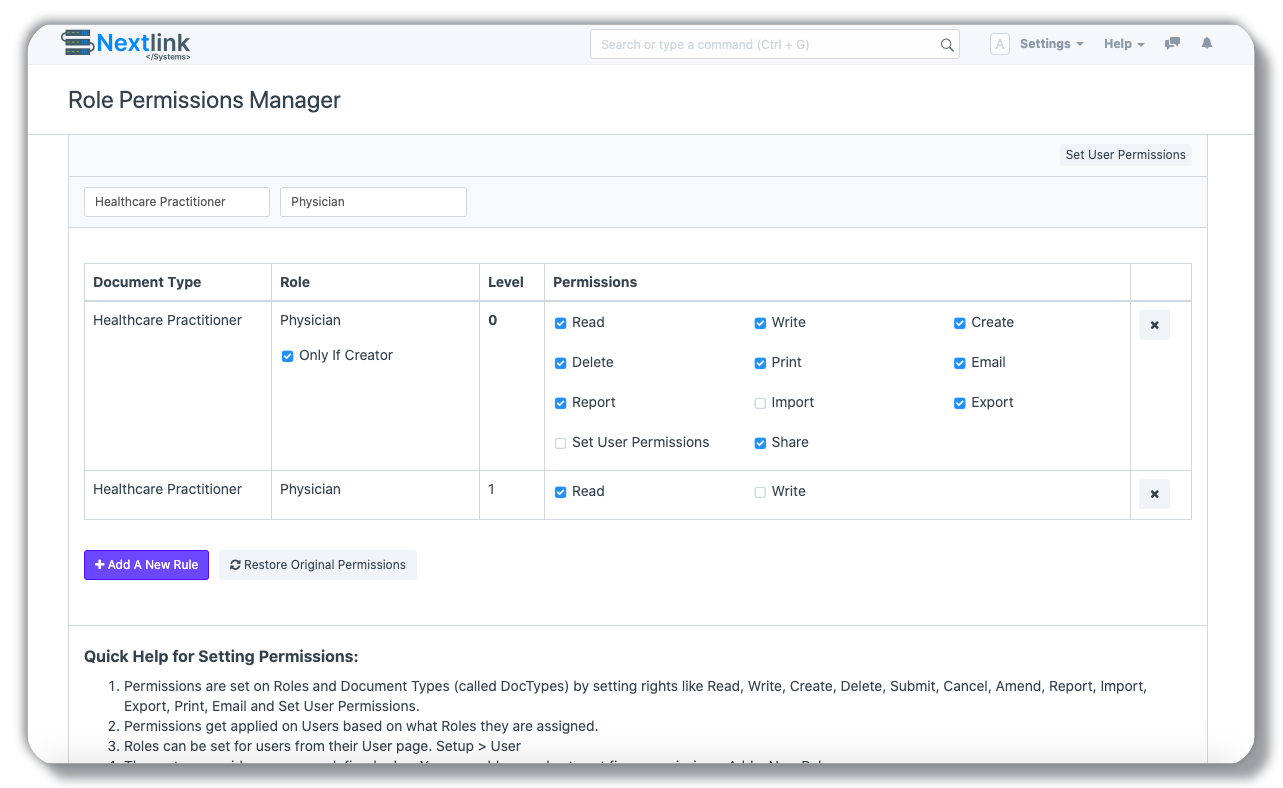 Nextlink
</Systems>
Search or type a command (Ctrl + G)
A
Settings
Help
Role Permissions Manager
Set User Permissions
Healthcare Practitioner
Physician
Document Type
Role
Level
Permissions
Healthcare Practitioner
Physician
Only If Creator
0
Read
Write
Create
Delete
Print
Email
Report
Import
Export
Set User Permissions
Share
Healthcare Practitioner
Physician
1
Read
Write
Add A New Rule
Restore Original Permissions
Quick Help for Setting Permissions:
1. Permissions are set on Roles and Document Types (called DocTypes) by setting rights like Read, Write, Create, Delete, Submit, Cancel, Amend, Report, Import,
Export, Print, Email and Set User Permissions.
2. Permissions get applied on Users based on what Roles they are assigned.
3. Roles can be set for users from their User page. Setup > User